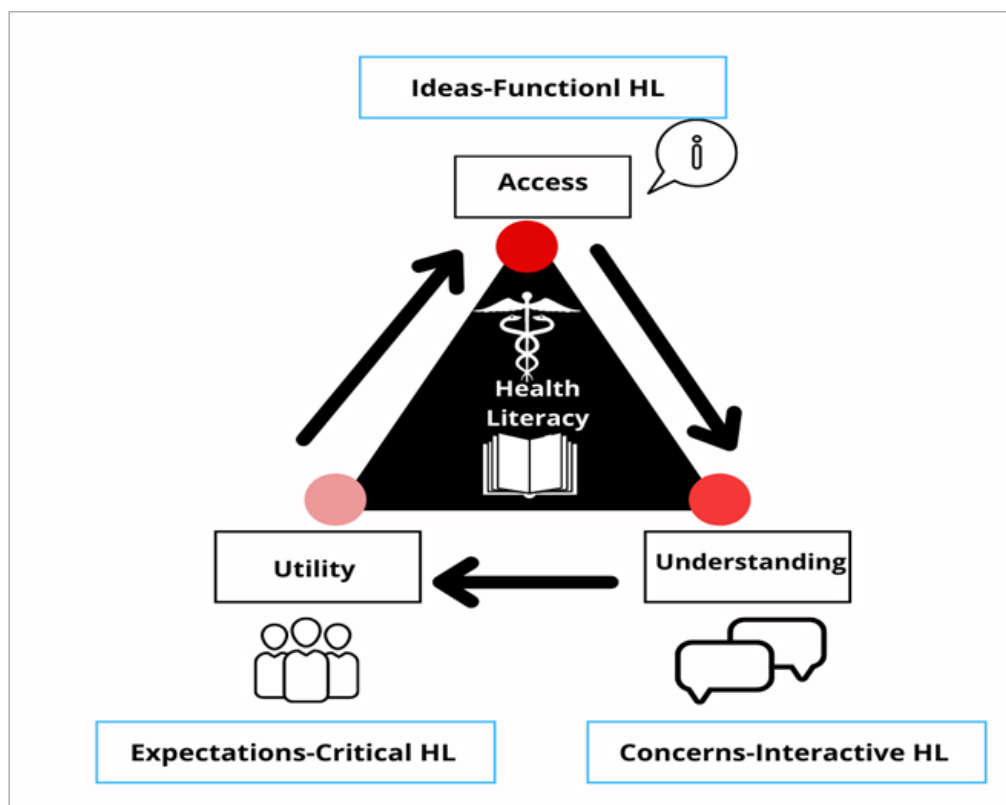 Ideas-Functionl HL
i
Access
Health
Literacy
Utility
Understanding
Expectations-Critical HL
Concerns-Interactive HL